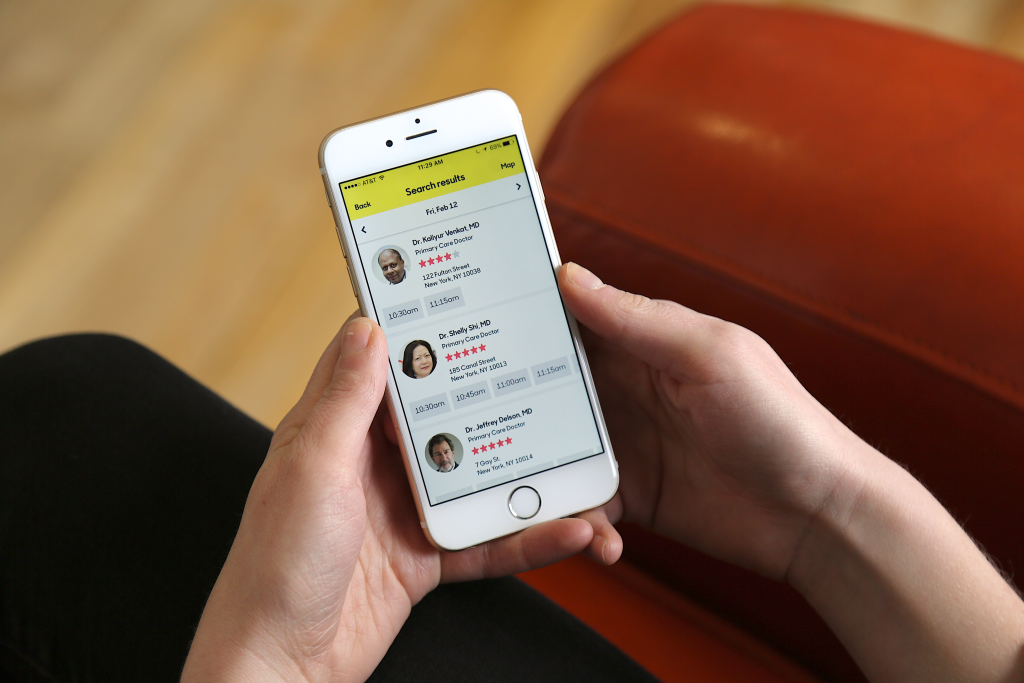 AT&T 11:29 AM 69%
Back Search results Map
Fri, Feb 12
Dr. Kaliyur Venkat, MD
Primary Care Doctor
122 Fulton Street
New York, NY 10038
10:30am 11:15am
Dr. Shelly Shi, MD
Primary Care Doctor
185 Canal Street
New York, NY 10013
10:30am 10:45am 11:00am 11:15am
Dr. Jeffrey Delson, MD
Primary Care Doctor
7 Gay St.
New York, NY 10014